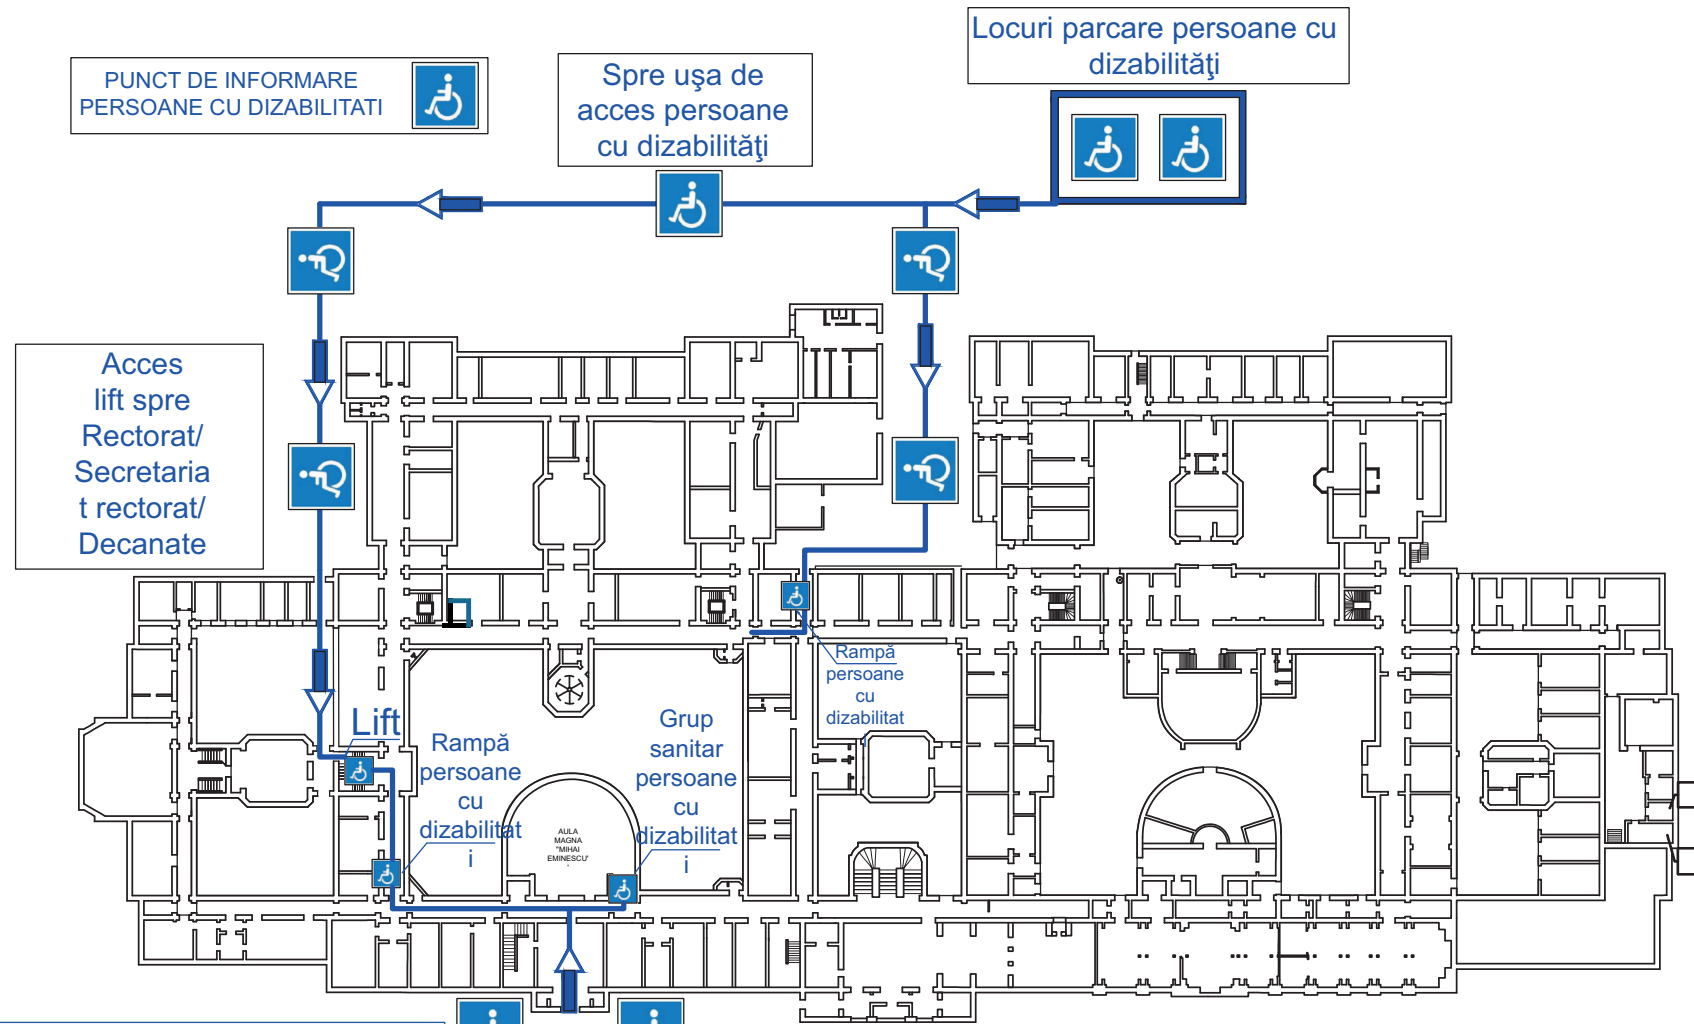 PUNCT DE INFORMARE
PERSOANE CU DIZABILITATI
Spre uşa de
acces persoane
cu dizabilităţi
Locuri parcare persoane cu
dizabilităţi
Acces
lift spre
Rectorat/
Secretaria
t rectorat/
Decanate
Lift
Rampă
persoane
cu
dizabilitat
i
AULA
MAGNA
"MIHAI
EMINESCU"
Grup
sanitar
persoane
cu
dizabilitat
i
Rampă
persoane
cu
dizabilitat
i